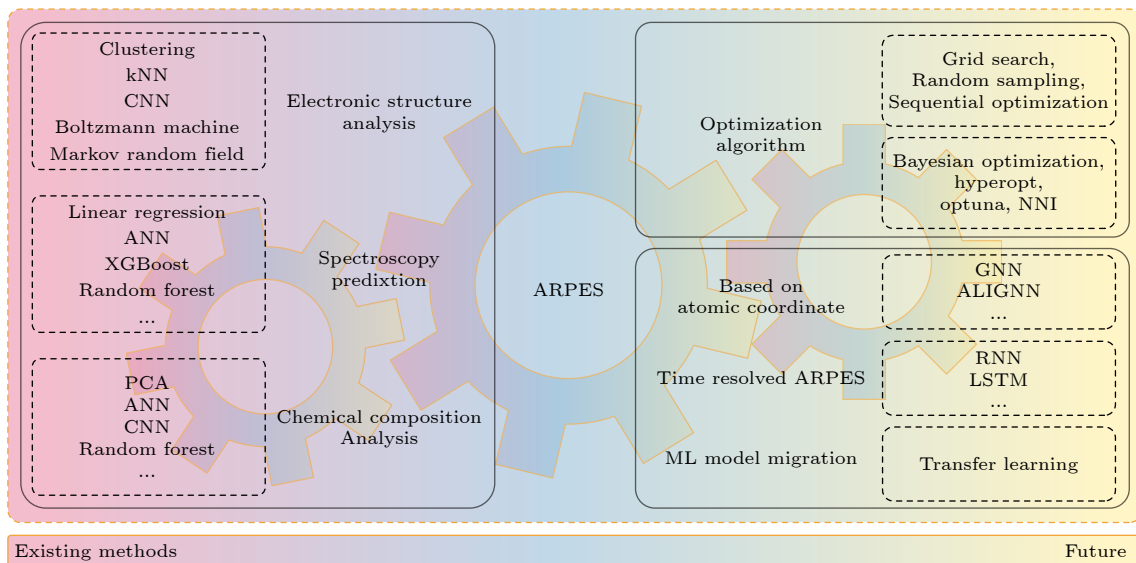 Clustering
kNN
CNN
Boltzmann machine
Markov random field
Electronic structure
analysis
Linear regression
ANN
XGBoost
Random forest
...
Spectroscopy
predixtion
PCA
ANN
CNN
Random forest
...
Chemical composition
Analysis
ARPES
Optimization
algorithm
Grid search,
Random sampling,
Sequential optimization
Bayesian optimization,
hyperopt,
optuna, NNI
Based on
atomic coordinate
GNN
ALIGNN
...
Time resolved ARPES
RNN
LSTM
...
ML model migration
Transfer learning
Existing methods
Future